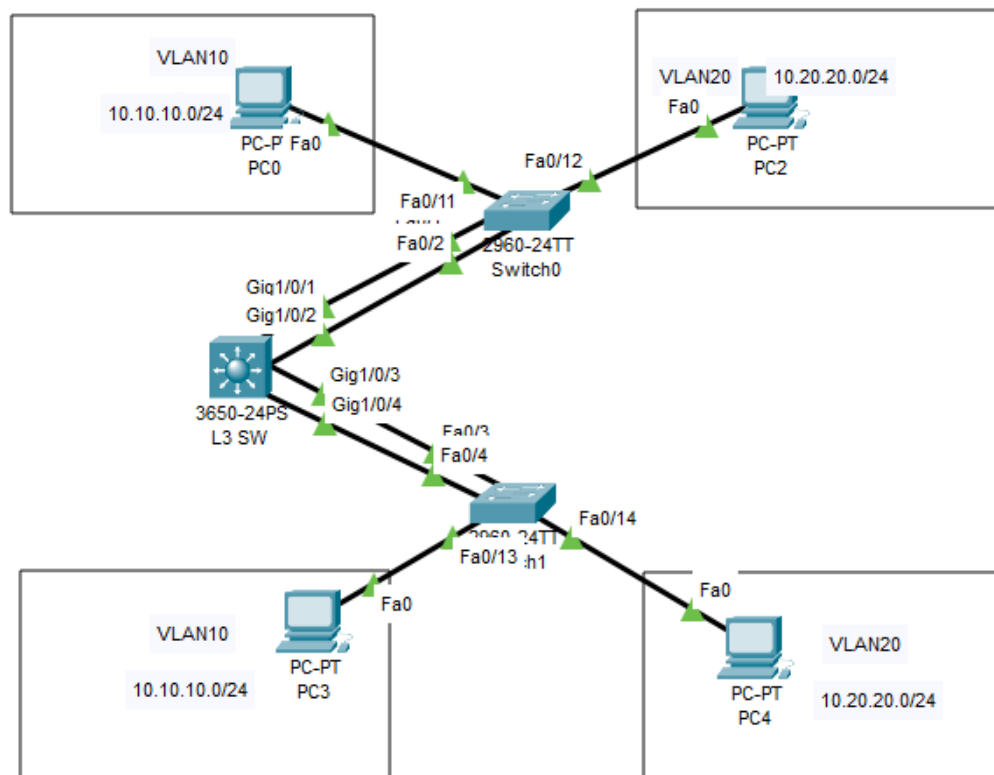 VLAN10
10.10.10.0/24
Fa0
PC0
VLAN20
10.20.20.0/24
Fa0
PC-PT
PC2
Fa0/12
Fa0/11
Fa0/2
2960-24TT
Switch0
Gig1/0/1
Gig1/0/2
3650-24PS
L3 SW
Gig1/0/3
Gig1/0/4
Fa0/3
Fa0/4
Fa0/14
Fa0/13
VLAN10
10.10.10.0/24
Fa0
PC-PT
PC3
Fa0
VLAN20
10.20.20.0/24
PC-PT
PC4